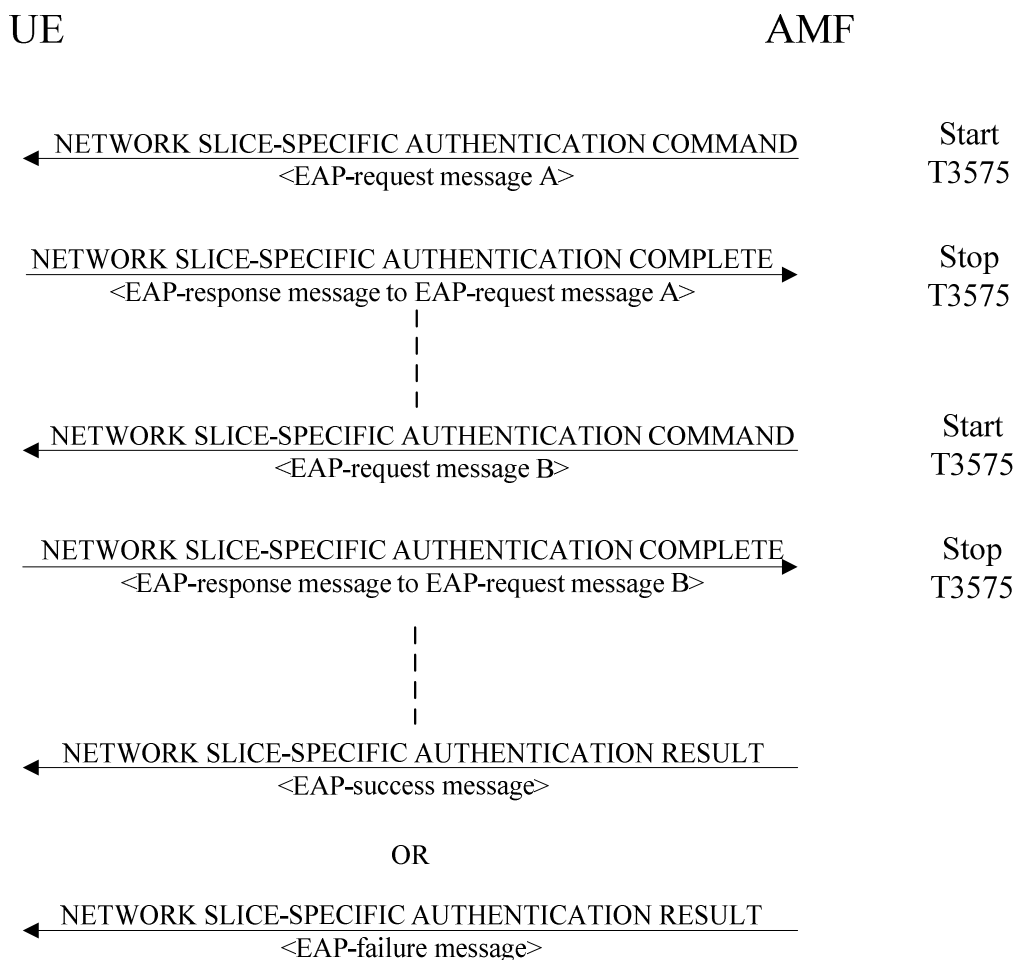 UE
AMF
NETWORK SLICE-SPECIFIC AUTHENTICATION COMMAND
<EAP-request message A>
Start
T3575
NETWORK SLICE-SPECIFIC AUTHENTICATION COMPLETE
<EAP-response message to EAP-request message A>
Stop
T3575
NETWORK SLICE-SPECIFIC AUTHENTICATION COMMAND
<EAP-request message B>
Start
T3575
NETWORK SLICE-SPECIFIC AUTHENTICATION COMPLETE
<EAP-response message to EAP-request message B>
Stop
T3575
NETWORK SLICE-SPECIFIC AUTHENTICATION RESULT
<EAP-success message>
OR
NETWORK SLICE-SPECIFIC AUTHENTICATION RESULT
<EAP-failure message>